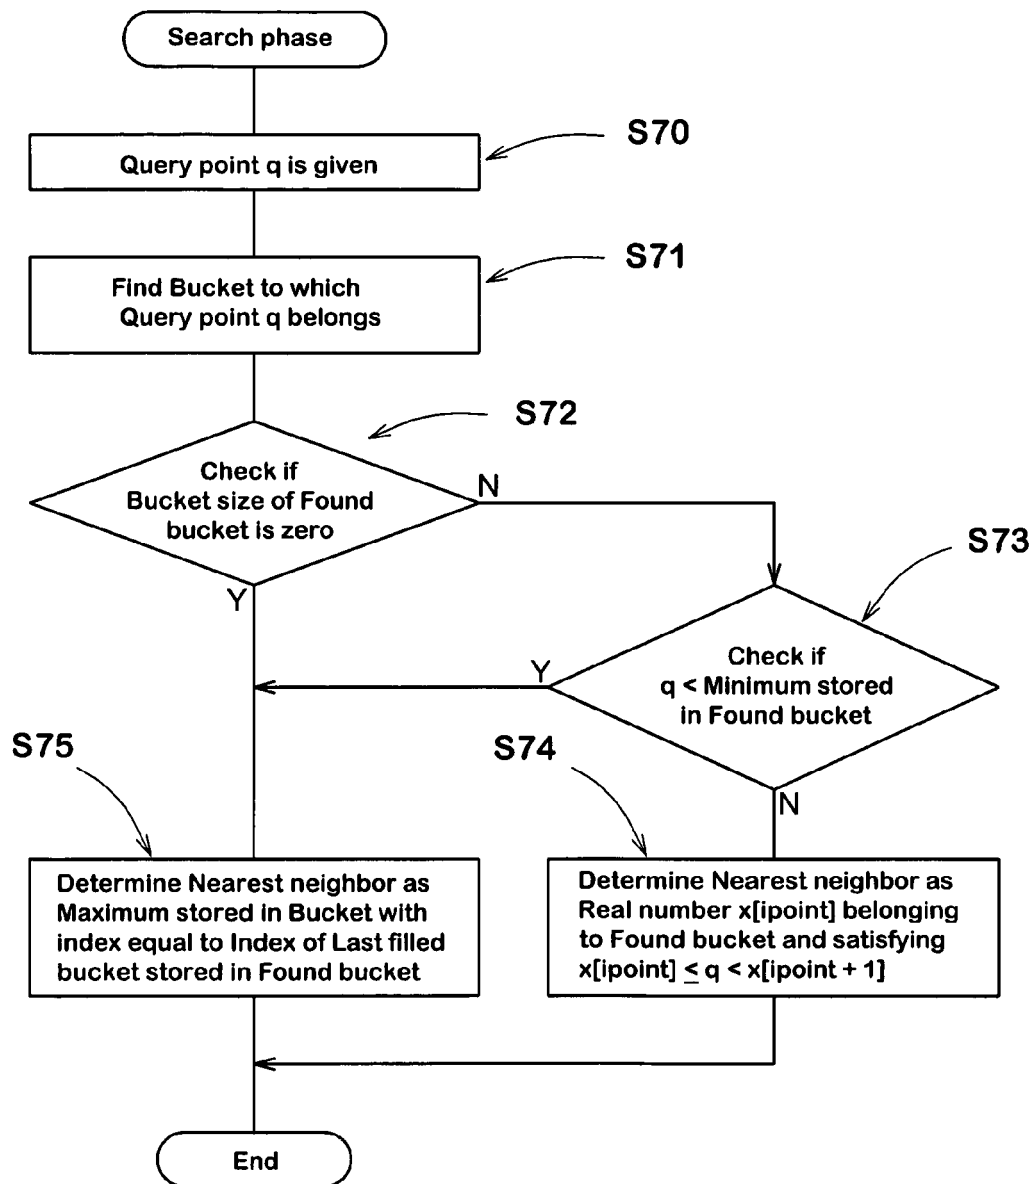 Search phase
S70
Query point q is given
S71
Find Bucket to which
Query point q belongs
S72
Check if
Bucket size of Found
bucket is zero
N
Y
S73
Check if
q < Minimum stored
in Found bucket
Y
N
S75
Determine Nearest neighbor as
Maximum stored in Bucket with
index equal to Index of Last filled
bucket stored in Found bucket
S74
Determine Nearest neighbor as
Real number x[ipoint] belonging
to Found bucket and satisfying
x[ipoint] ≤ q < x[ipoint + 1]
End